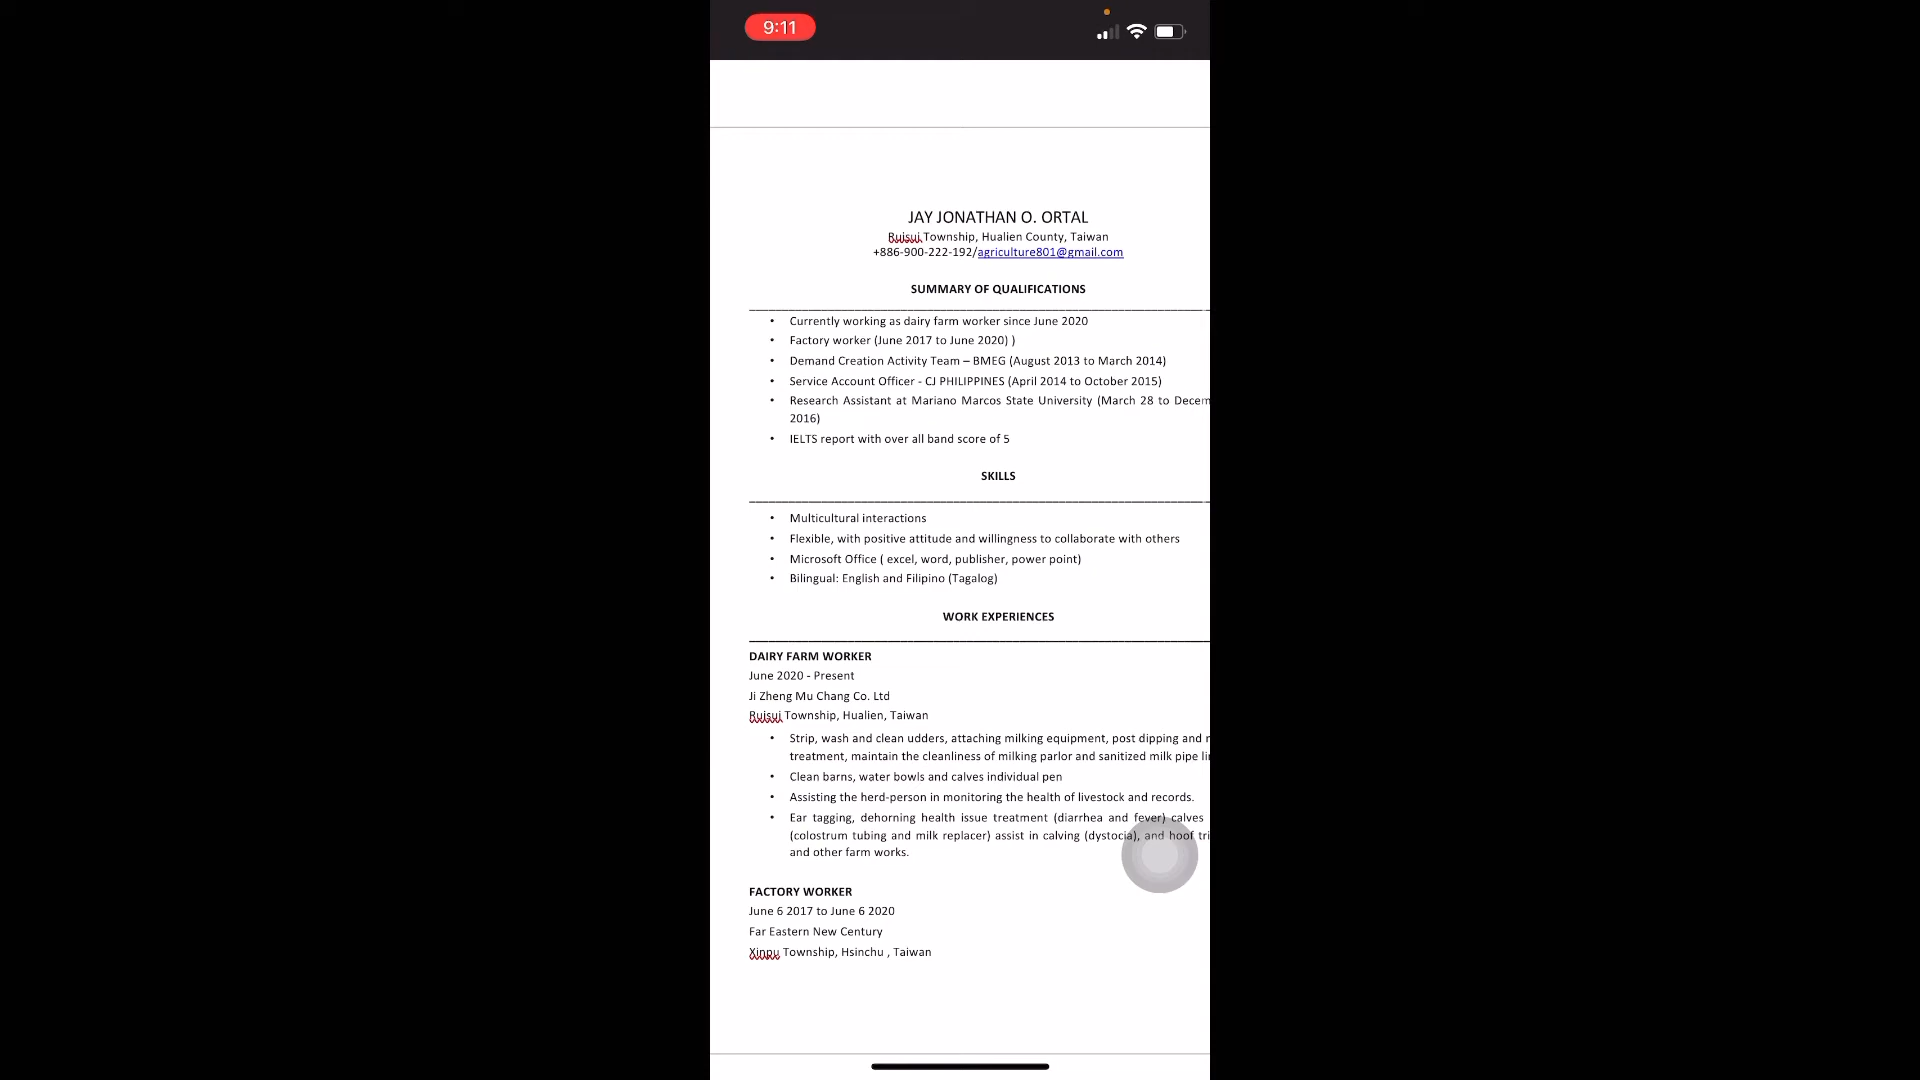 9:11
JAY JONATHAN O. ORTAL
Ruisui Township, Hualien County, Taiwan
+886-900-222-192/agriculture801@gmail.com
SUMMARY OF QUALIFICATIONS
• Currently working as dairy farm worker since June 2020
• Factory worker (June 2017 to June 2020) )
• Demand Creation Activity Team – BMEG (August 2013 to March 2014)
• Service Account Officer - CJ PHILIPPINES (April 2014 to October 2015)
• Research Assistant at Mariano Marcos State University (March 28 to Decem
2016)
• IELTS report with over all band score of 5
SKILLS
• Multicultural interactions
• Flexible, with positive attitude and willingness to collaborate with others
• Microsoft Office ( excel, word, publisher, power point)
• Bilingual: English and Filipino (Tagalog)
WORK EXPERIENCES
DAIRY FARM WORKER
June 2020 - Present
Ji Zheng Mu Chang Co. Ltd
Ruisui Township, Hualien, Taiwan
• Strip, wash and clean udders, attaching milking equipment, post dipping and
treatment, maintain the cleanliness of milking parlor and sanitized milk pipe
• Clean barns, water bowls and calves individual pen
• Assisting the herd-person in monitoring the health of livestock and records.
• Ear tagging, dehorning health issue treatment (diarrhea and fever) calves
(colostrum tubing and milk replacer) assist in calving (dystocia), and hoof tri
and other farm works.
FACTORY WORKER
June 6 2017 to June 6 2020
Far Eastern New Century
Xinpu Township, Hsinchu , Taiwan